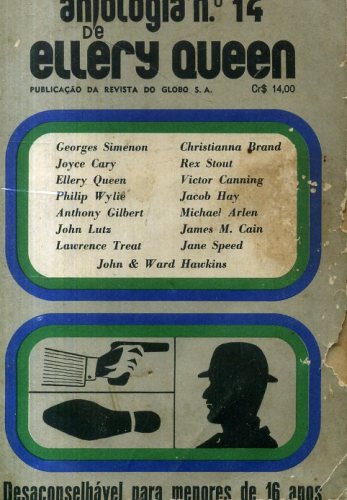 antologia n.º 14
DE
ELLERY QUEEN
PUBLICAÇÃO DA REVISTA DO GLOBO S. A. Cr$ 14,00
Georges Simenon Christianna Brand
Joyce Cary Rex Stout
Ellery Queen Victor Canning
Philip Wylie Jacob Hay
Anthony Gilbert Michael Arlen
John Lutz James M. Cain
Lawrence Treat Jane Speed
John & Ward Hawkins
Desaconselhável para menores de 16 anos